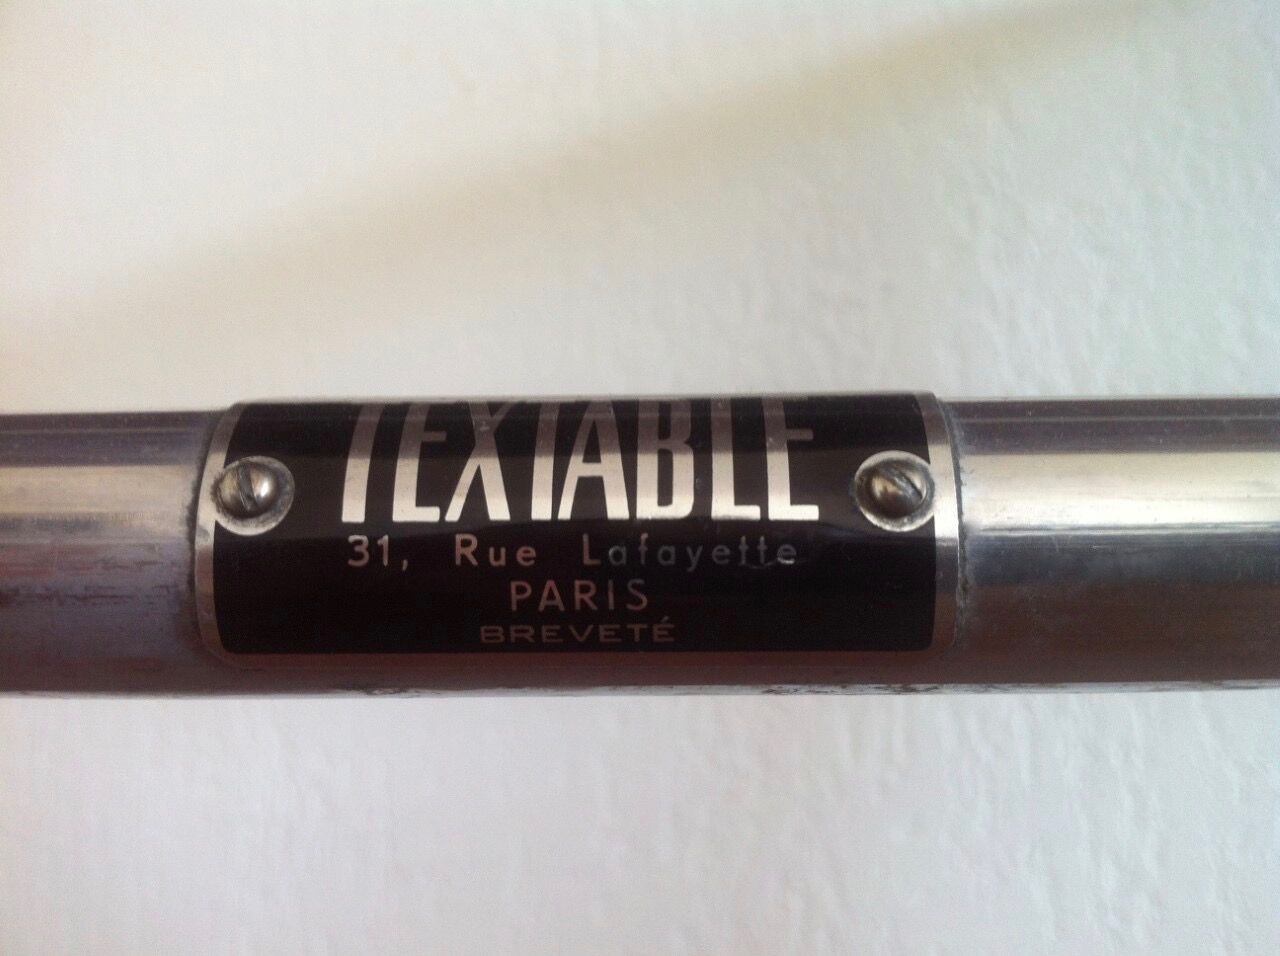 TEXTABLE
31, Rue Lafayette
PARIS
BREVETÉ